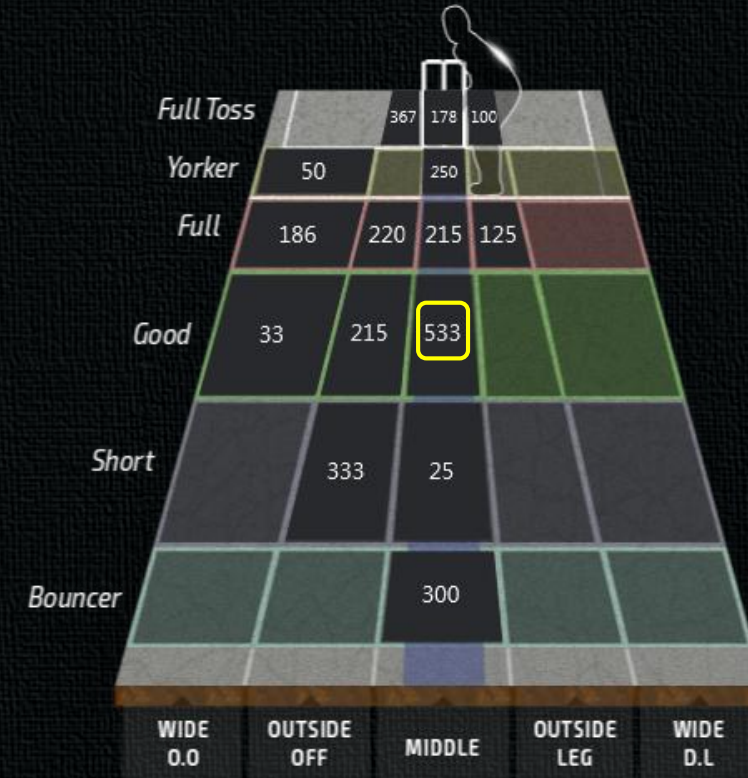 Full Toss 367 178 100
Yorker 50 250
Full 186 220 215 125
Good 33 215 533
Short 333 25
Bouncer 300
WIDE O.O OUTSIDE OFF MIDDLE OUTSIDE LEG WIDE D.L